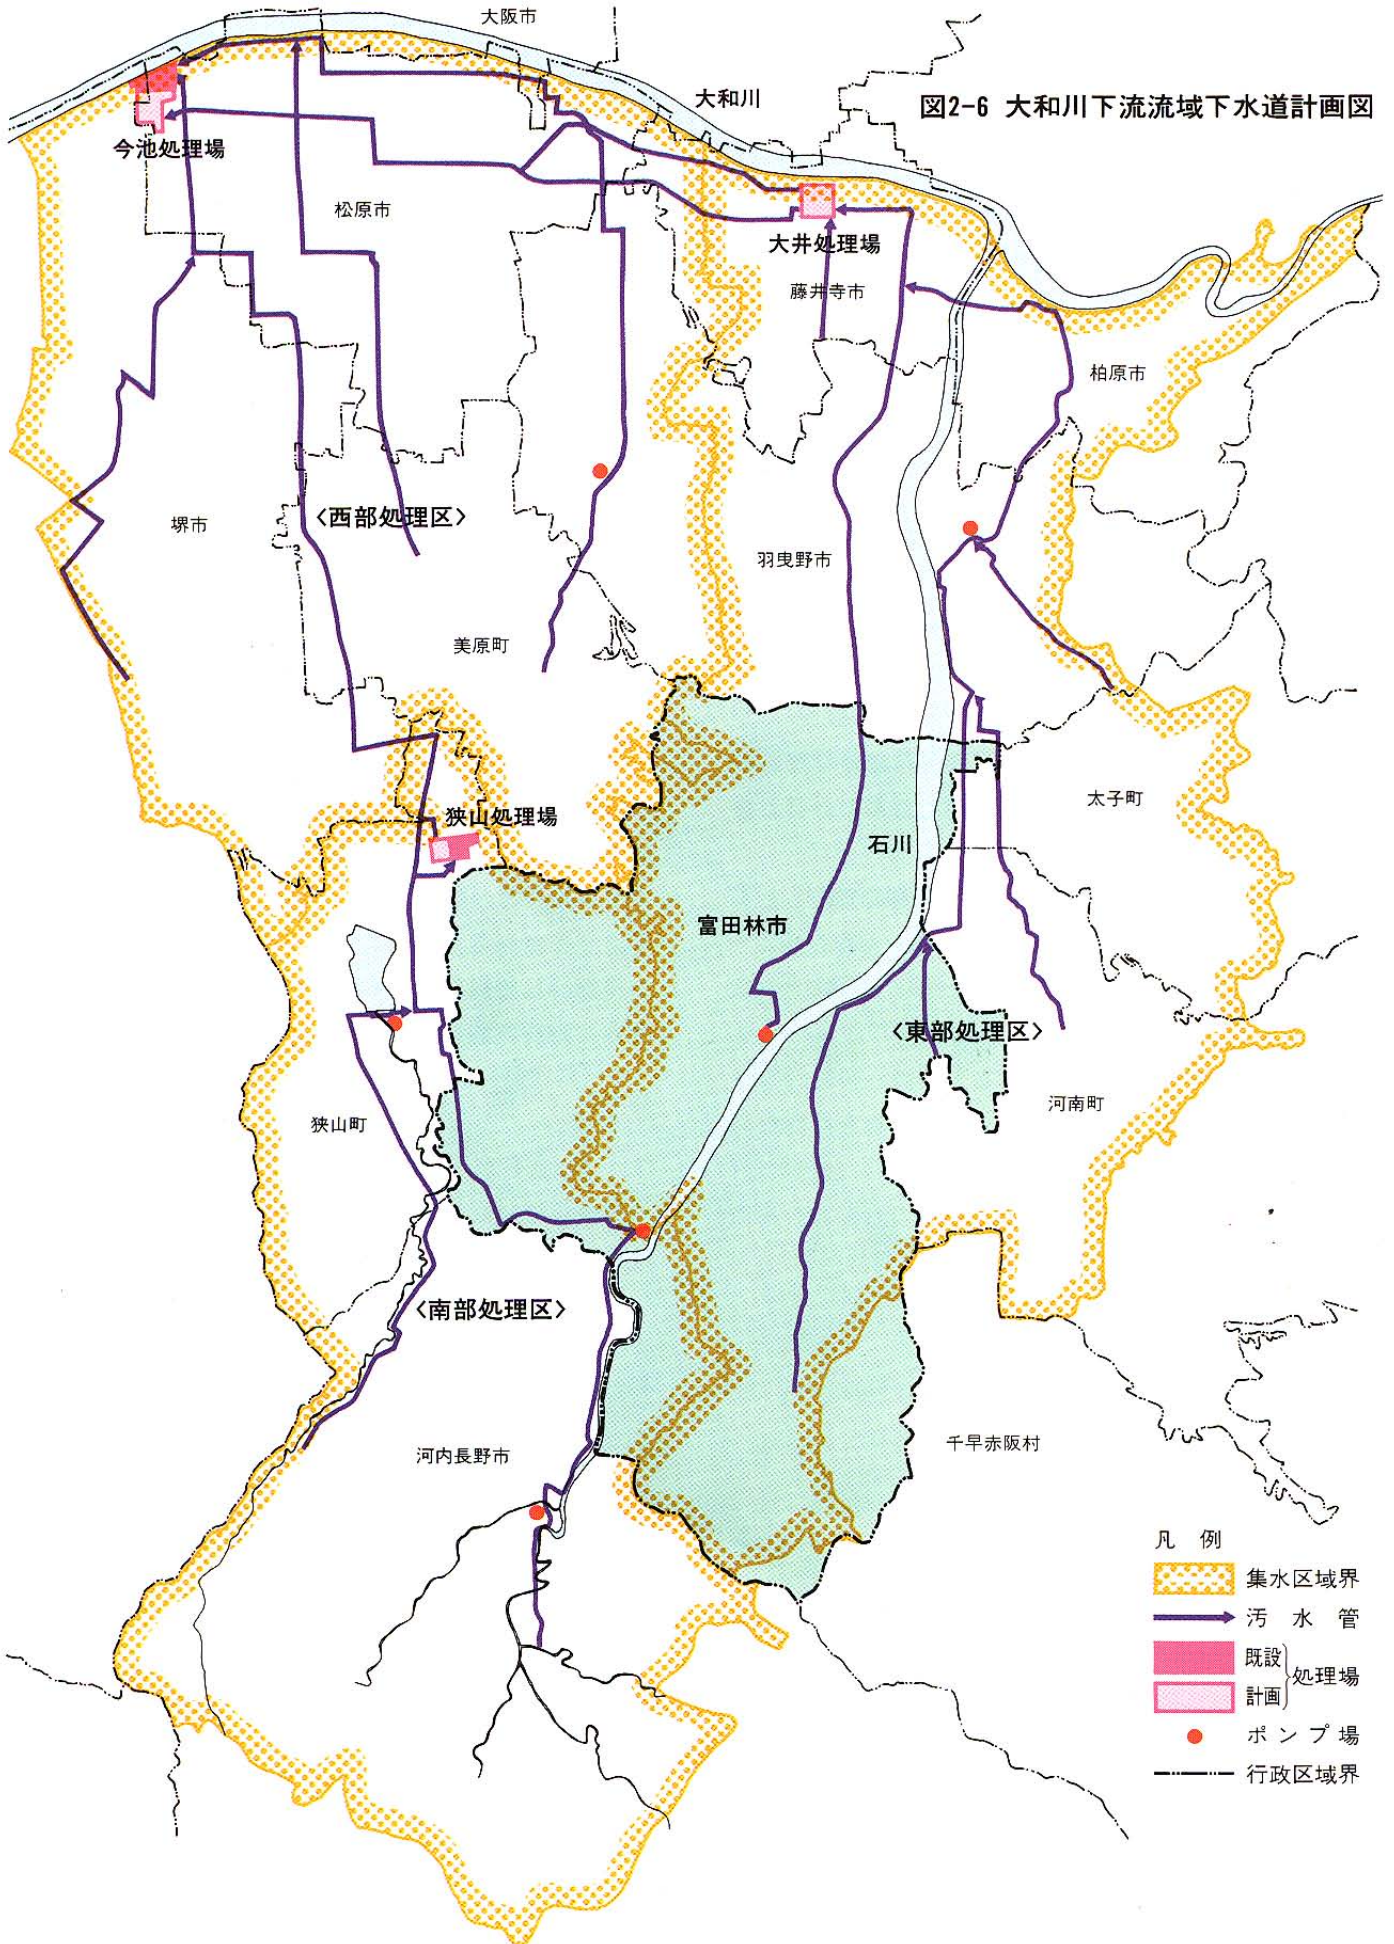 大阪市
大和川
図2-6 大和川下流流域下水道計画図
今池処理場
松原市
大井処理場
藤井寺市
柏原市
堺市
〈西部処理区〉
羽曳野市
美原町
太子町
狭山処理場
石川
富田林市
〈東部処理区〉
河南町
狭山町
〈南部処理区〉
河内長野市
千早赤阪村
凡例
集水区域界
汚水管
既設
計画
処理場
ポンプ場
行政区域界